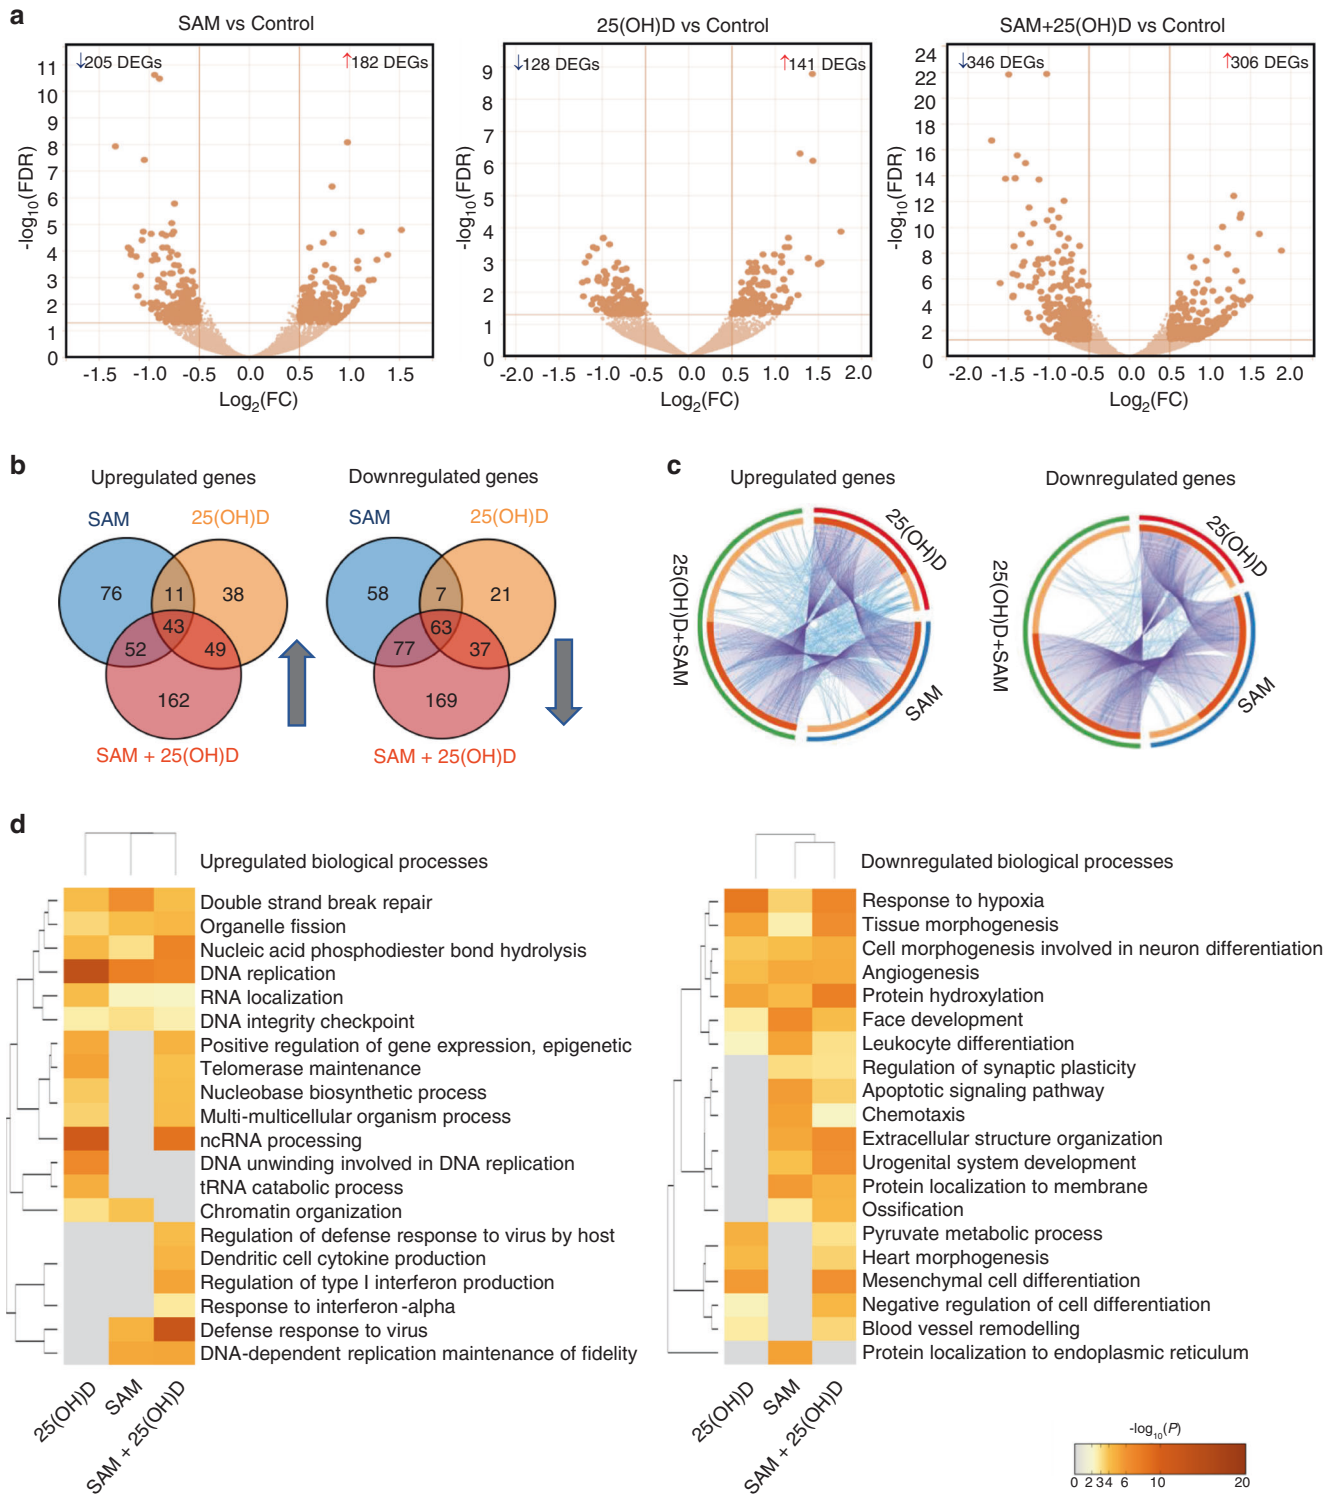 a
SAM vs Control
25(OH)D vs Control
SAM+25(OH)D vs Control
↓205 DEGs
↑182 DEGs
↓128 DEGs
↑141 DEGs
↓346 DEGs
↑306 DEGs
-log10(FDR)
11
10
9
8
7
6
5
4
3
2
1
0
-1.5 -1.0 -0.5 0.0 0.5 1.0 1.5
Log2(FC)
-log10(FDR)
9
8
7
6
5
4
3
2
1
0
-2.0 -1.5 -1.0 -0.5 0.0 0.5 1.0 1.5 2.0
Log2(FC)
-log10(FDR)
24
22
20
18
16
14
12
10
8
6
4
2
0
-2.0 -1.5 -1.0 -0.5 0.0 0.5 1.0 1.5 2.0
Log2(FC)
b
Upregulated genes
SAM
25(OH)D
76
11
38
43
52
49
162
SAM + 25(OH)D
Downregulated genes
SAM
25(OH)D
58
7
21
63
77
37
169
SAM + 25(OH)D
c
Upregulated genes
25(OH)D
SAM
25(OH)D+SAM
Downregulated genes
25(OH)D
SAM
25(OH)D+SAM
d
Upregulated biological processes
Double strand break repair
Organelle fission
Nucleic acid phosphodiester bond hydrolysis
DNA replication
RNA localization
DNA integrity checkpoint
Positive regulation of gene expression, epigenetic
Telomerase maintenance
Nucleobase biosynthetic process
Multi-multicellular organism process
ncRNA processing
DNA unwinding involved in DNA replication
tRNA catabolic process
Chromatin organization
Regulation of defense response to virus by host
Dendritic cell cytokine production
Regulation of type I interferon production
Response to interferon-alpha
Defense response to virus
DNA-dependent replication maintenance of fidelity
25(OH)D
SAM
SAM + 25(OH)D
Downregulated biological processes
Response to hypoxia
Tissue morphogenesis
Cell morphogenesis involved in neuron differentiation
Angiogenesis
Protein hydroxylation
Face development
Leukocyte differentiation
Regulation of synaptic plasticity
Apoptotic signaling pathway
Chemotaxis
Extracellular structure organization
Urogenital system development
Protein localization to membrane
Ossification
Pyruvate metabolic process
Heart morphogenesis
Mesenchymal cell differentiation
Negative regulation of cell differentiation
Blood vessel remodelling
Protein localization to endoplasmic reticulum
25(OH)D
SAM
SAM + 25(OH)D
-log10(P)
0 2 3 4 6 10 20